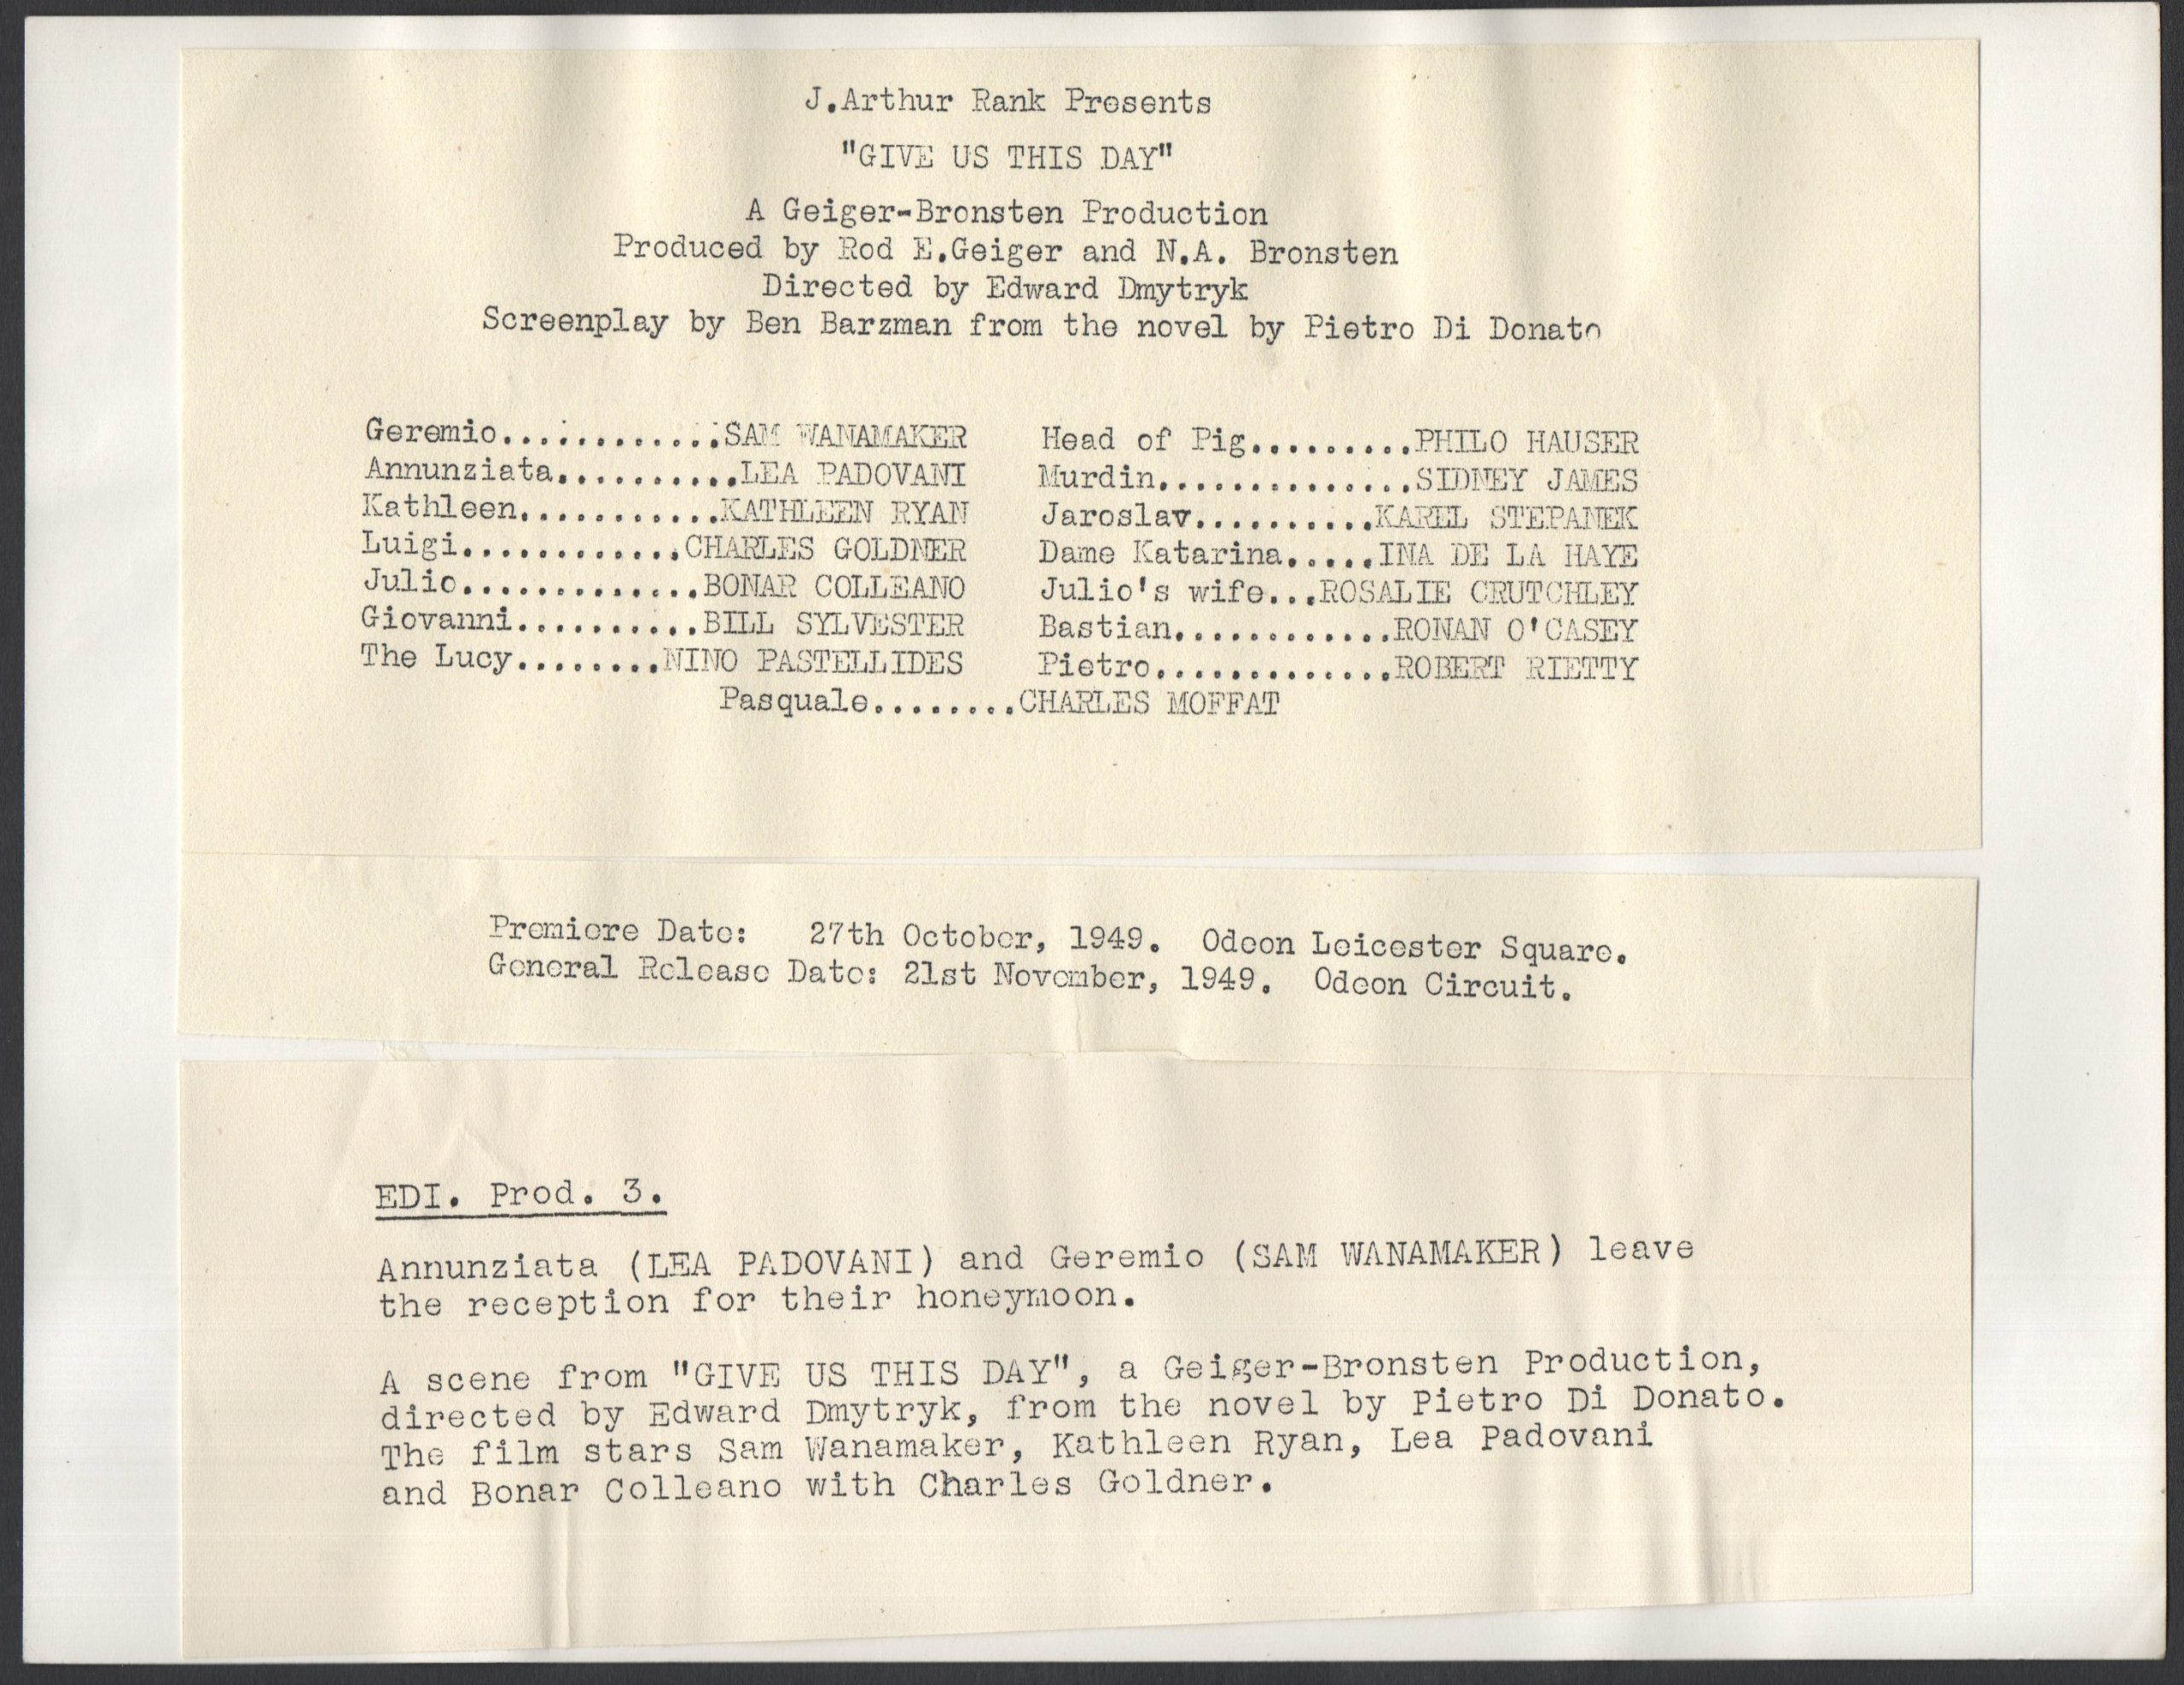 J.Arthur Rank Presents
"GIVE US THIS DAY"
A Geiger-Bronsten Production
Produced by Rod E.Geiger and N.A. Bronsten
Directed by Edward Dmytryk
Screenplay by Ben Barzman from the novel by Pietro Di Donato
Geremio............SAM WANAMAKER
Annunziata..........LEA PADOVANI
Kathleen...........KATHLEEN RYAN
Luigi............CHARLES GOLDNER
Julio.............BONAR COLLEANO
Giovanni..........BILL SYLVESTER
The Lucy........NINO PASTELLIDES
Head of Pig.........PHILO HAUSER
Murdin..............SIDNEY JAMES
Jaroslav..........KAREL STEPANEK
Dame Katarina.....INA DE LA HAYE
Julio's wife...ROSALIE CRUTCHLEY
Bastian............RONAN O'CASEY
Pietro.............ROBERT RIETTY
Pasquale........CHARLES MOFFAT
Premiere Date: 27th October, 1949. Odeon Leicester Square.
General Release Date: 21st November, 1949. Odeon Circuit.
EDI. Prod. 3.
Annunziata (LEA PADOVANI) and Geremio (SAM WANAMAKER) leave
the reception for their honeymoon.
A scene from "GIVE US THIS DAY", a Geiger-Bronsten Production,
directed by Edward Dmytryk, from the novel by Pietro Di Donato.
The film stars Sam Wanamaker, Kathleen Ryan, Lea Padovani
and Bonar Colleano with Charles Goldner.